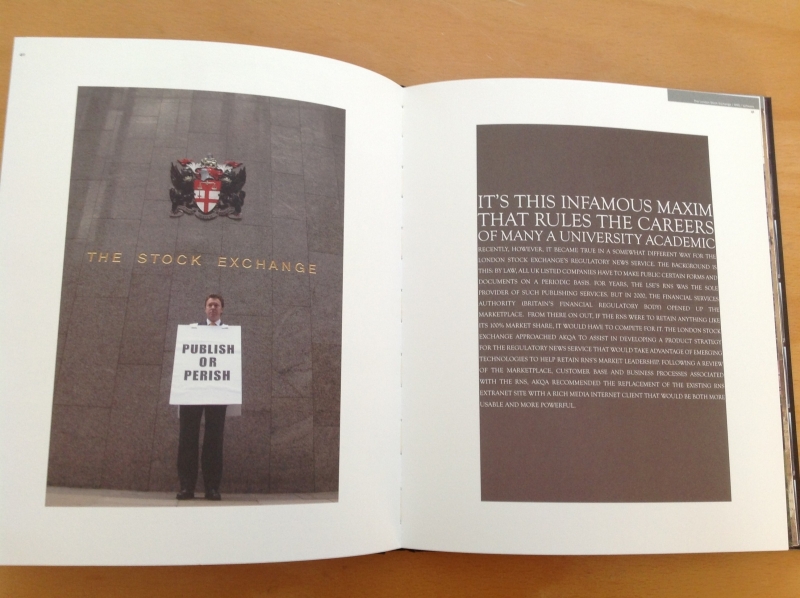 THE STOCK EXCHANGE
PUBLISH
OR
PERISH
IT'S THIS INFAMOUS MAXIM
THAT RULES THE CAREERS
OF MANY A UNIVERSITY ACADEMIC
RECENTLY, HOWEVER, IT BECAME TRUE IN A SOMEWHAT DIFFERENT WAY FOR THE
LONDON STOCK EXCHANGE'S REGULATORY NEWS SERVICE. THE BACKGROUND IS
THIS: BY LAW, ALL UK LISTED COMPANIES HAVE TO MAKE PUBLIC CERTAIN FORMS AND
DOCUMENTS ON A PERIODIC BASIS. FOR YEARS, THE LSE'S RNS WAS THE SOLE
PROVIDER OF SUCH PUBLISHING SERVICES. BUT IN 2000, THE FINANCIAL SERVICES
AUTHORITY (BRITAIN'S FINANCIAL REGULATORY BODY) OPENED UP THE
MARKETPLACE. FROM THERE ON OUT, IF THE RNS WERE TO RETAIN ANYTHING LIKE
ITS 100% MARKET SHARE, IT WOULD HAVE TO COMPETE FOR IT. THE LONDON STOCK
EXCHANGE APPROACHED AKQA TO ASSIST IN DEVELOPING A PRODUCT STRATEGY
FOR THE REGULATORY NEWS SERVICE THAT WOULD TAKE ADVANTAGE OF EMERGING
TECHNOLOGIES TO HELP RETAIN RNS'S MARKET LEADERSHIP. FOLLOWING A REVIEW
OF THE MARKETPLACE, CUSTOMER BASE AND BUSINESS PROCESSES ASSOCIATED
WITH THE RNS, AKQA RECOMMENDED THE REPLACEMENT OF THE EXISTING RNS
EXTRANET SITE WITH A RICH MEDIA INTERNET CLIENT THAT WOULD BE BOTH MORE
USABLE AND MORE POWERFUL.